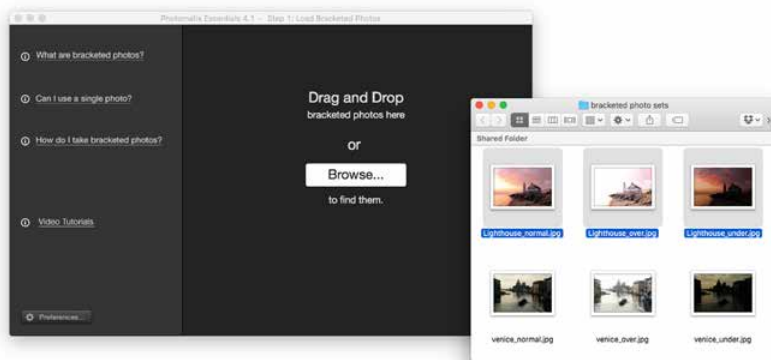 Photomatix Essentials 4.1 - Step 1: Load Bracketed Photos
What are bracketed photos?
Can I use a single photo?
How do I take bracketed photos?
Video Tutorials
Preferences...
Drag and Drop
bracketed photos here
or
Browse...
to find them.
bracketed photo sets
Shared Folder
Lighthouse_normal.jpg
Lighthouse_over.jpg
Lighthouse_under.jpg
venice_normal.jpg
venice_over.jpg
venice_under.jpg